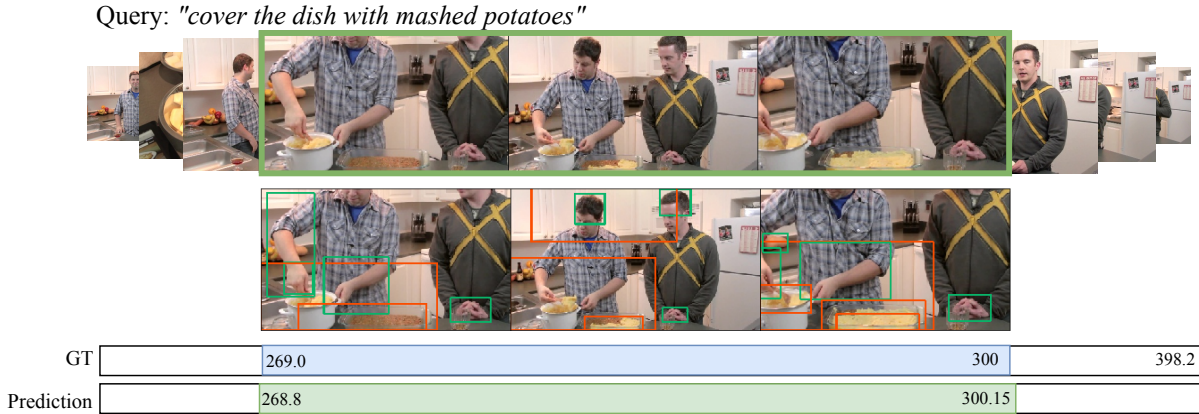 Query: "cover the dish with mashed potatoes"
GT 269.0 300 398.2
Prediction 268.8 300.15